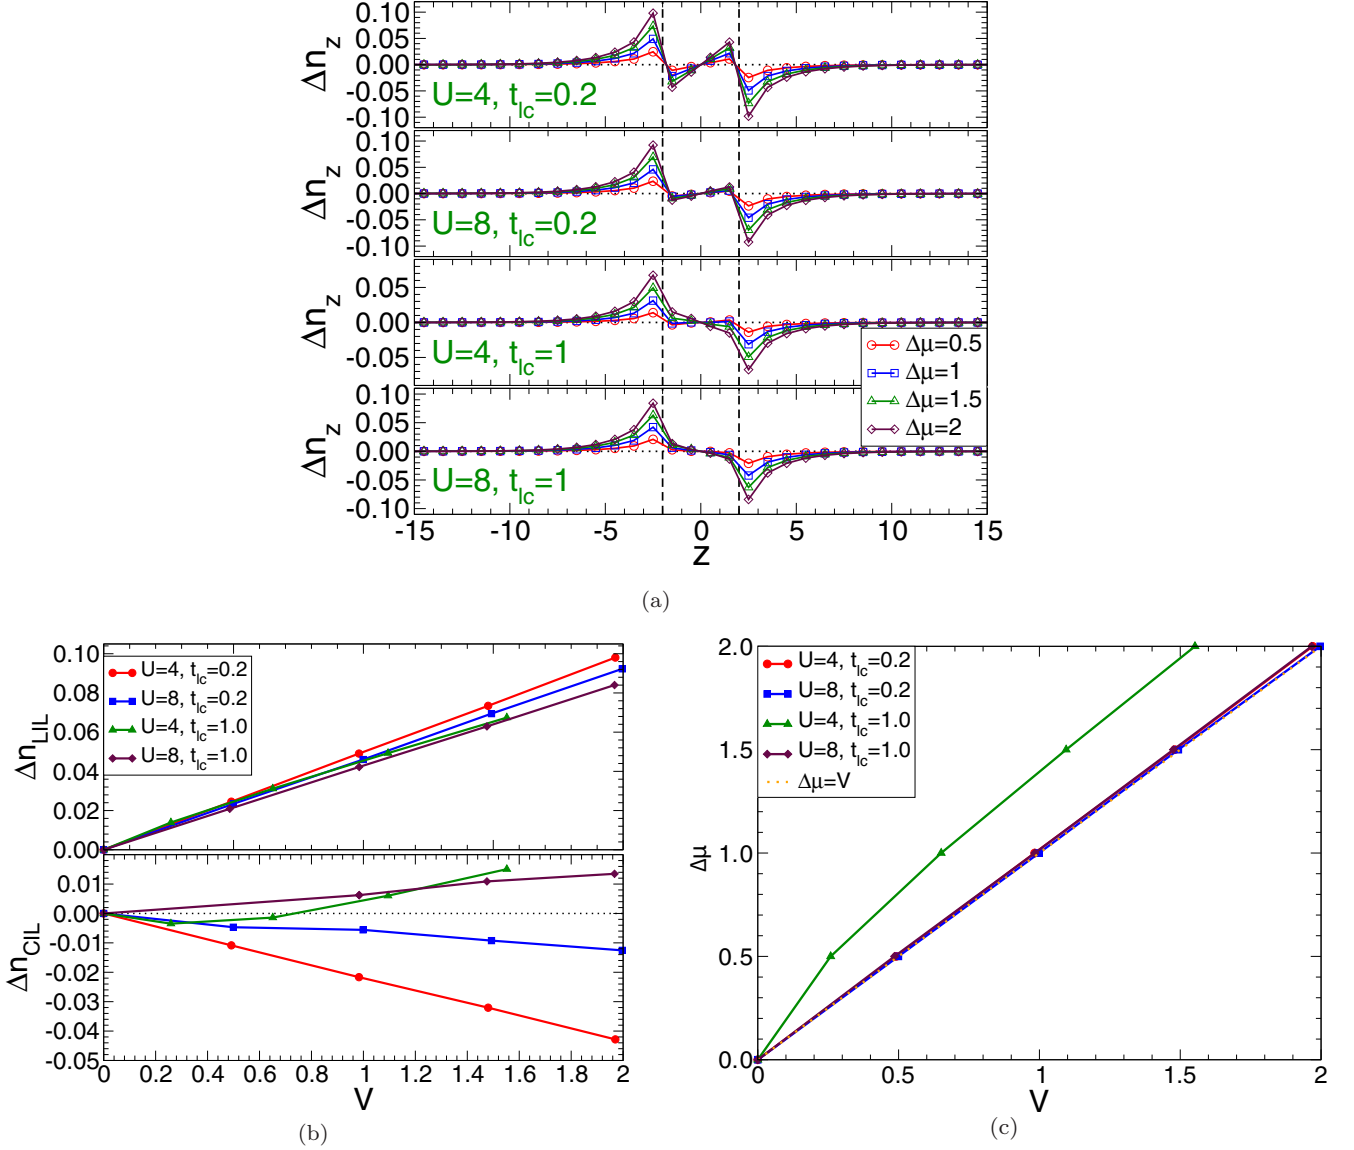 0.10
0.05
0.00
-0.05
-0.10
Δn_z
U=4, t_lc=0.2
0.10
0.05
0.00
-0.05
-0.10
Δn_z
U=8, t_lc=0.2
0.05
0.00
-0.05
Δn_z
U=4, t_lc=1
Δμ=0.5
Δμ=1
Δμ=1.5
Δμ=2
0.10
0.05
0.00
-0.05
-0.10
Δn_z
U=8, t_lc=1
-15 -10 -5 0 5 10 15
z
(a)
0.10
0.08
0.06
0.04
0.02
0.00
Δn_LIL
U=4, t_lc=0.2
U=8, t_lc=0.2
U=4, t_lc=1.0
U=8, t_lc=1.0
0.01
0.00
-0.01
-0.02
-0.03
-0.04
-0.05
Δn_CIL
0 0.2 0.4 0.6 0.8 1 1.2 1.4 1.6 1.8 2
V
(b)
2.0
1.5
1.0
0.5
0.0
Δμ
U=4, t_lc=0.2
U=8, t_lc=0.2
U=4, t_lc=1.0
U=8, t_lc=1.0
Δμ=V
0 0.5 1 1.5 2
V
(c)